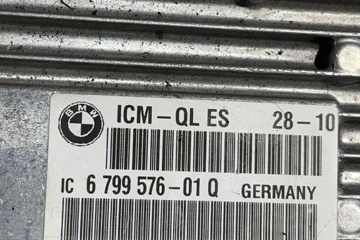 BMW
ICM-QL ES 28-10
IC 6 799 576-01 Q GERMANY